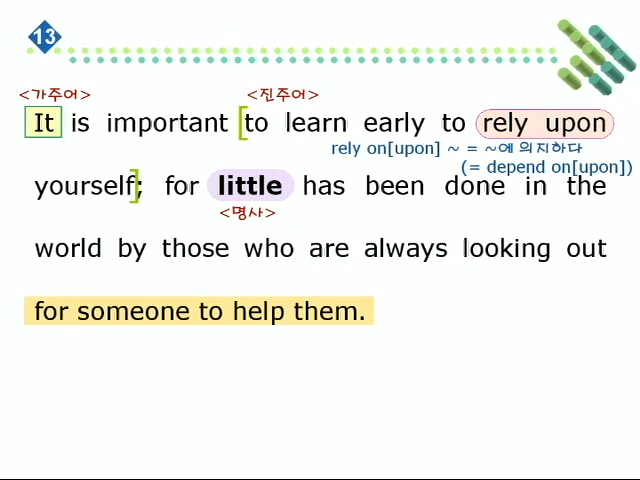 13
<가주어> <진주어>
It is important [to learn early to rely upon
rely on[upon] ~ = ~에 의지하다
(= depend on[upon])
yourself]; for little has been done in the
<명사>
world by those who are always looking out
for someone to help them.